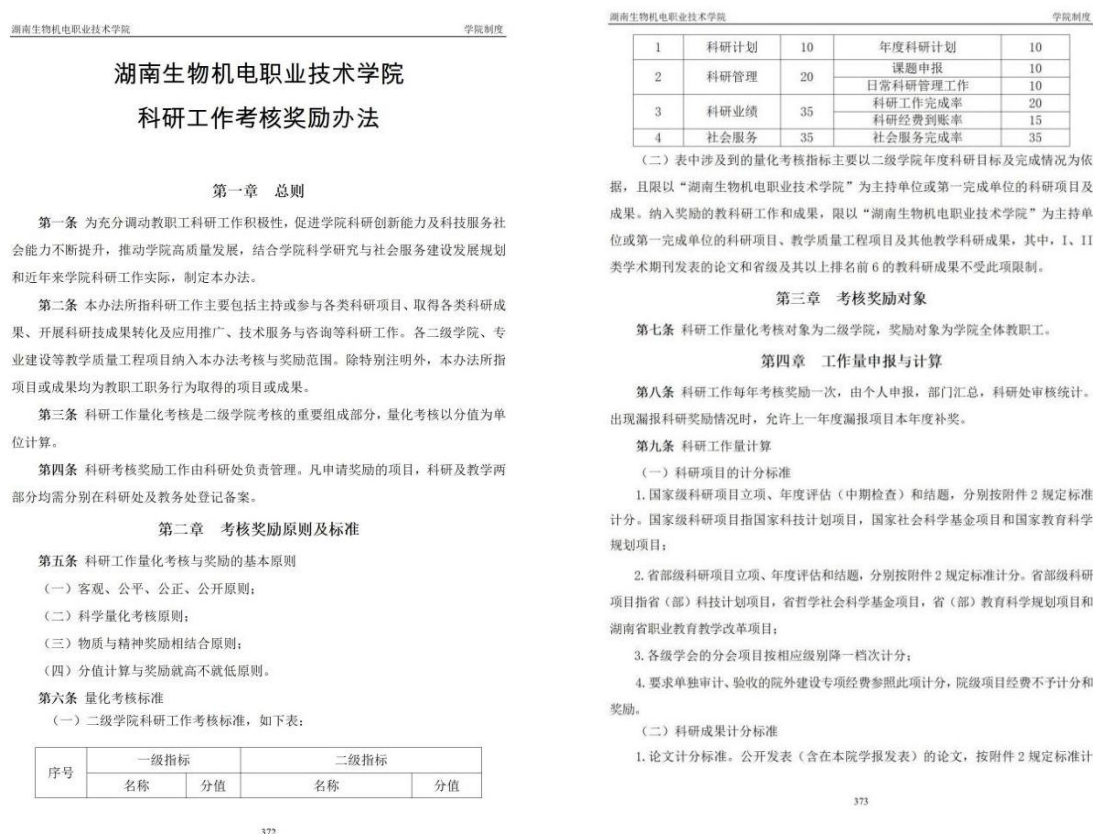 湖南生物机电职业技术学院 学院制度
湖南生物机电职业技术学院
科研工作考核奖励办法
第一章 总则
第一条 为充分调动教职工科研工作积极性，促进学院科研创新能力及科技服务社
会能力不断提升，推动学院高质量发展，结合学院科学研究与社会服务建设发展规划
和近年来学院科研工作实际，制定本办法。
第二条 本办法所指科研工作主要包括主持或参与各类科研项目、取得各类科研成
果、开展科研技成果转化及应用推广、技术服务与咨询等科研工作。各二级学院、专
业建设等教学质量工程项目纳入本办法考核与奖励范围。除特别注明外，本办法所指
项目或成果均为教职工职务行为取得的项目或成果。
第三条 科研工作量化考核是二级学院考核的重要组成部分，量化考核以分值为单
位计算。
第四条 科研考核奖励工作由科研处负责管理。凡申请奖励的项目，科研及教学两
部分均需分别在科研处及教务处登记备案。
第二章 考核奖励原则及标准
第五条 科研工作量化考核与奖励的基本原则
（一）客观、公平、公正、公开原则；
（二）科学量化考核原则；
（三）物质与精神奖励相结合原则；
（四）分值计算与奖励就高不就低原则。
第六条 量化考核标准
（一）二级学院科研工作考核标准，如下表：
序号 一级指标 二级指标
名称 分值 名称 分值
372
湖南生物机电职业技术学院 学院制度
1 科研计划 10 年度科研计划 10
2 科研管理 20 课题申报 10
日常科研管理工作 10
3 科研业绩 35 科研工作完成率 20
科研经费到账率 15
4 社会服务 35 社会服务完成率 35
（二）表中涉及到的量化考核指标主要以二级学院年度科研目标及完成情况为依
据，且限以“湖南生物机电职业技术学院”为主持单位或第一完成单位的科研项目及
成果。纳入奖励的教科研工作和成果，限以“湖南生物机电职业技术学院”为主持单
位或第一完成单位的科研项目、教学质量工程项目及其他教学科研成果，其中，I、II
类学术期刊发表的论文和省级及其以上排名前 6 的教科研成果不受此项限制。
第三章 考核奖励对象
第七条 科研工作量化考核对象为二级学院，奖励对象为学院全体教职工。
第四章 工作量申报与计算
第八条 科研工作每年考核奖励一次，由个人申报，部门汇总，科研处审核统计。
出现漏报科研奖励情况时，允许上一年度漏报项目本年度补奖。
第九条 科研工作量计算
（一）科研项目的计分标准
1.国家级科研项目立项、年度评估（中期检查）和结题，分别按附件 2 规定标准
计分。国家级科研项目指国家科技计划项目，国家社会科学基金项目和国家教育科学
规划项目；
2.省部级科研项目立项、年度评估和结题，分别按附件 2 规定标准计分。省部级科研
项目指省（部）科技计划项目，省哲学社会科学基金项目，省（部）教育科学规划项目和
湖南省职业教育教学改革项目；
3.各级学会的分会项目按相应级别降一档次计分；
4.要求单独审计、验收的院外建设专项经费参照此项计分，院级项目经费不予计分和
奖励。
（二）科研成果计分标准
1.论文计分标准。公开发表（含在本院学报发表）的论文，按附件 2 规定标准计
373